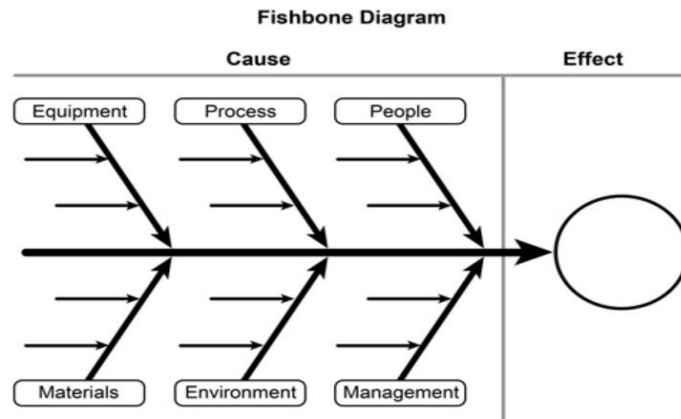 Fishbone Diagram
Cause
Effect
Equipment
Process
People
Materials
Environment
Management